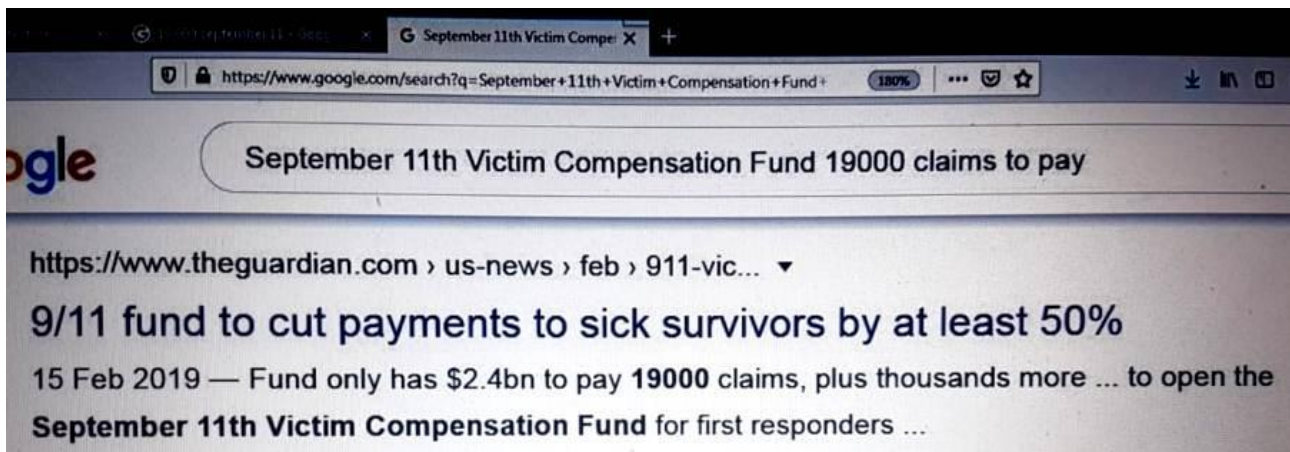 G September 11th Victim Compe: X +
https://www.google.com/search?q=September+11th+Victim+Compensation+Fund+ 180%
ogle September 11th Victim Compensation Fund 19000 claims to pay
https://www.theguardian.com › us-news › feb › 911-vic... ▼
9/11 fund to cut payments to sick survivors by at least 50%
15 Feb 2019 — Fund only has $2.4bn to pay 19000 claims, plus thousands more ... to open the
September 11th Victim Compensation Fund for first responders ...